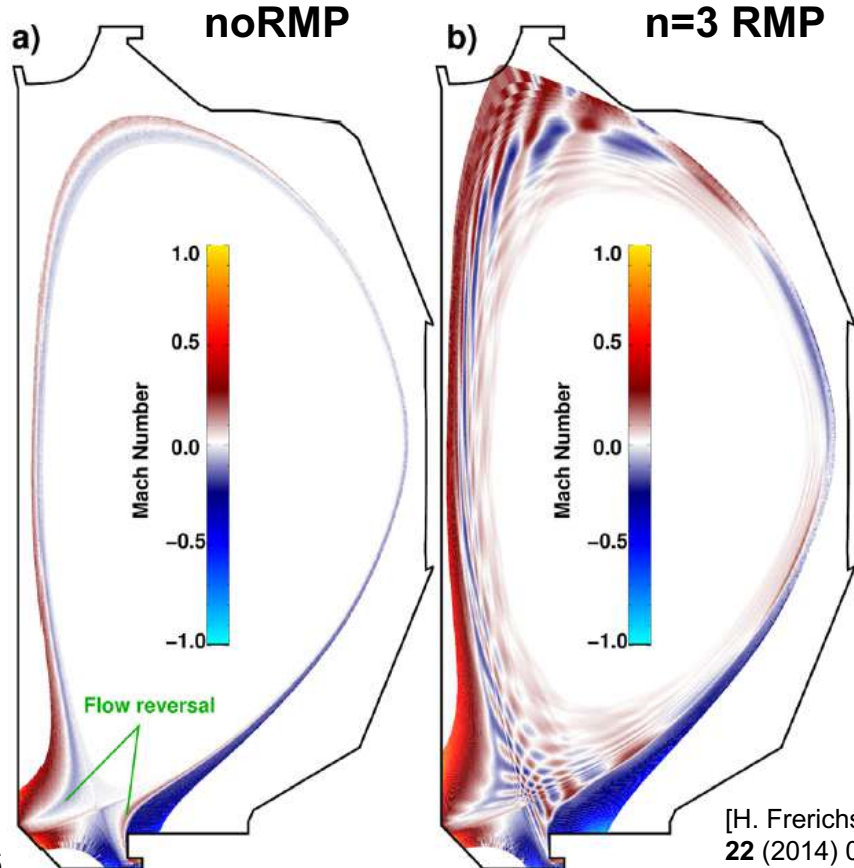 noRMP
n=3 RMP
a)
b)
1.0
0.5
0.0
−0.5
−1.0
Mach Number
1.0
0.5
0.0
−0.5
−1.0
Mach Number
Flow reversal
[H. Frerichs
22 (2014) 0